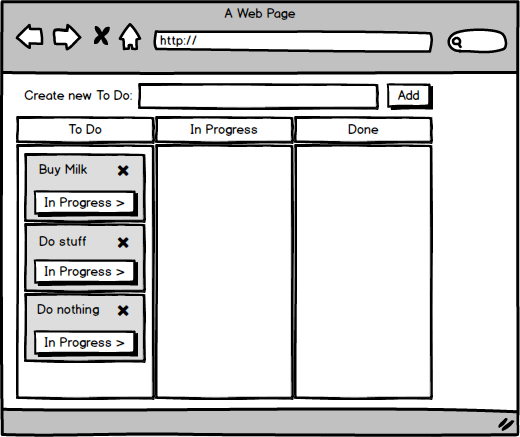 A Web Page
http://
Create new To Do:
Add
To Do
In Progress
Done
Buy Milk
In Progress >
Do stuff
In Progress >
Do nothing
In Progress >